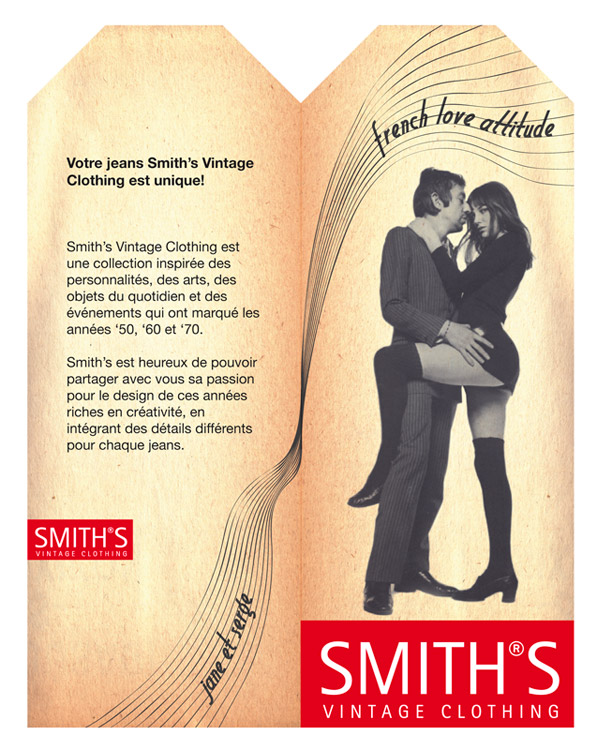 Votre jeans Smith's Vintage
Clothing est unique!
Smith's Vintage Clothing est
une collection inspirée des
personnalités, des arts, des
objets du quotidien et des
événements qui ont marqué les
années ‘50, ‘60 et ‘70.
Smith's est heureux de pouvoir
partager avec vous sa passion
pour le design de ces années
riches en créativité, en
intégrant des détails différents
pour chaque jeans.
SMITH®S
VINTAGE CLOTHING
jane et serge
french love attitude
SMITH®S
VINTAGE CLOTHING